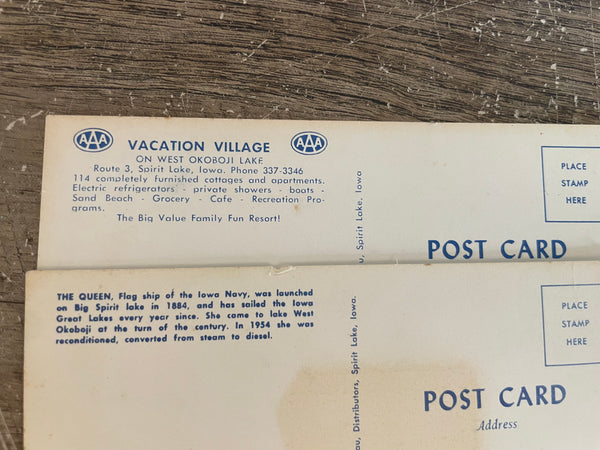 AAA VACATION VILLAGE AAA
ON WEST OKOBOJI LAKE
Route 3, Spirit Lake, Iowa. Phone 337-3346
114 completely furnished cottages and apartments.
Electric refrigerators - private showers - boats -
Sand Beach - Grocery - Cafe - Recreation Pro-
grams.
The Big Value Family Fun Resort!
Spirit Lake, Iowa
PLACE
STAMP
HERE
POST CARD
THE QUEEN, Flag ship of the Iowa Navy, was launched
on Big Spirit lake in 1884, and has sailed the Iowa
Great Lakes every year since. She came to lake West
Okoboji at the turn of the century. In 1954 she was
reconditioned, converted from steam to diesel.
Distributors, Spirit Lake, Iowa.
PLACE
STAMP
HERE
POST CARD
Address